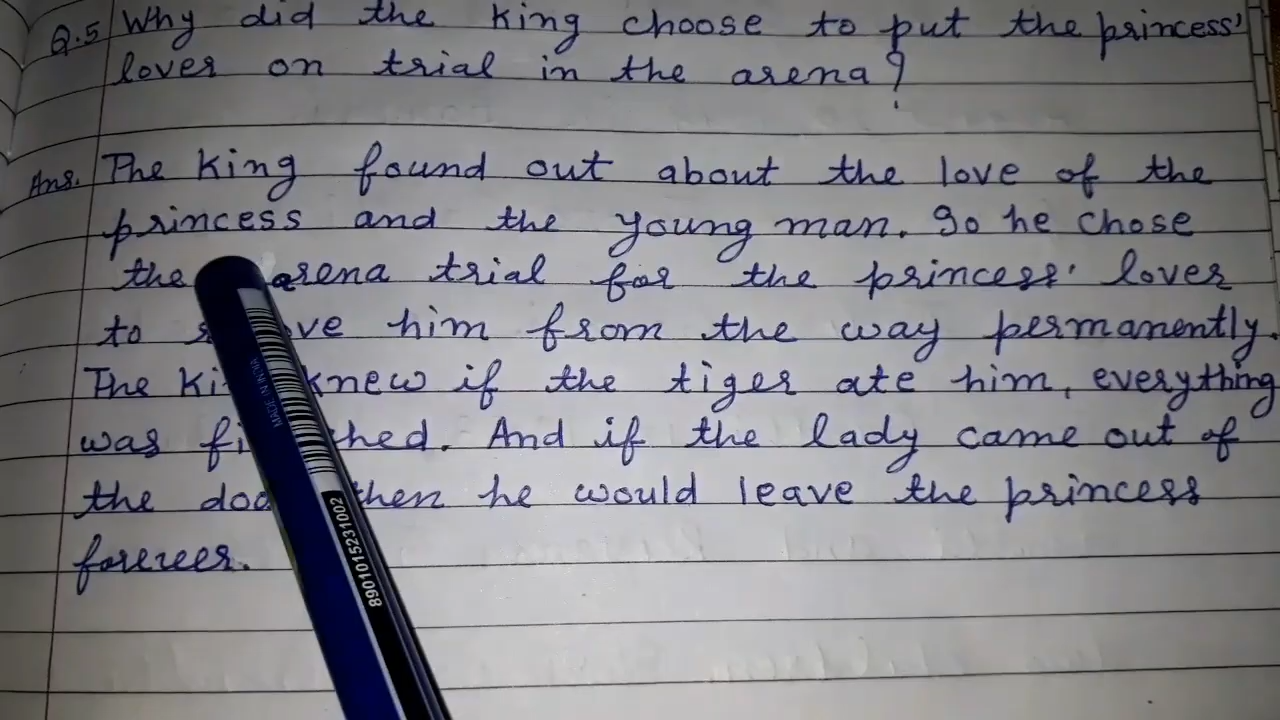 Q.5 Why did the king choose to put the princess'
lover on trial in the arena?
Ans. The king found out about the love of the
princess and the young man. So he chose
the arena trial for the princess' lover
to him from the way permanently.
The knew if the tiger ate him, everything
was . And if the lady came out of
the then he would leave the princess
forever.
MADE IN INDIA
8901015231002